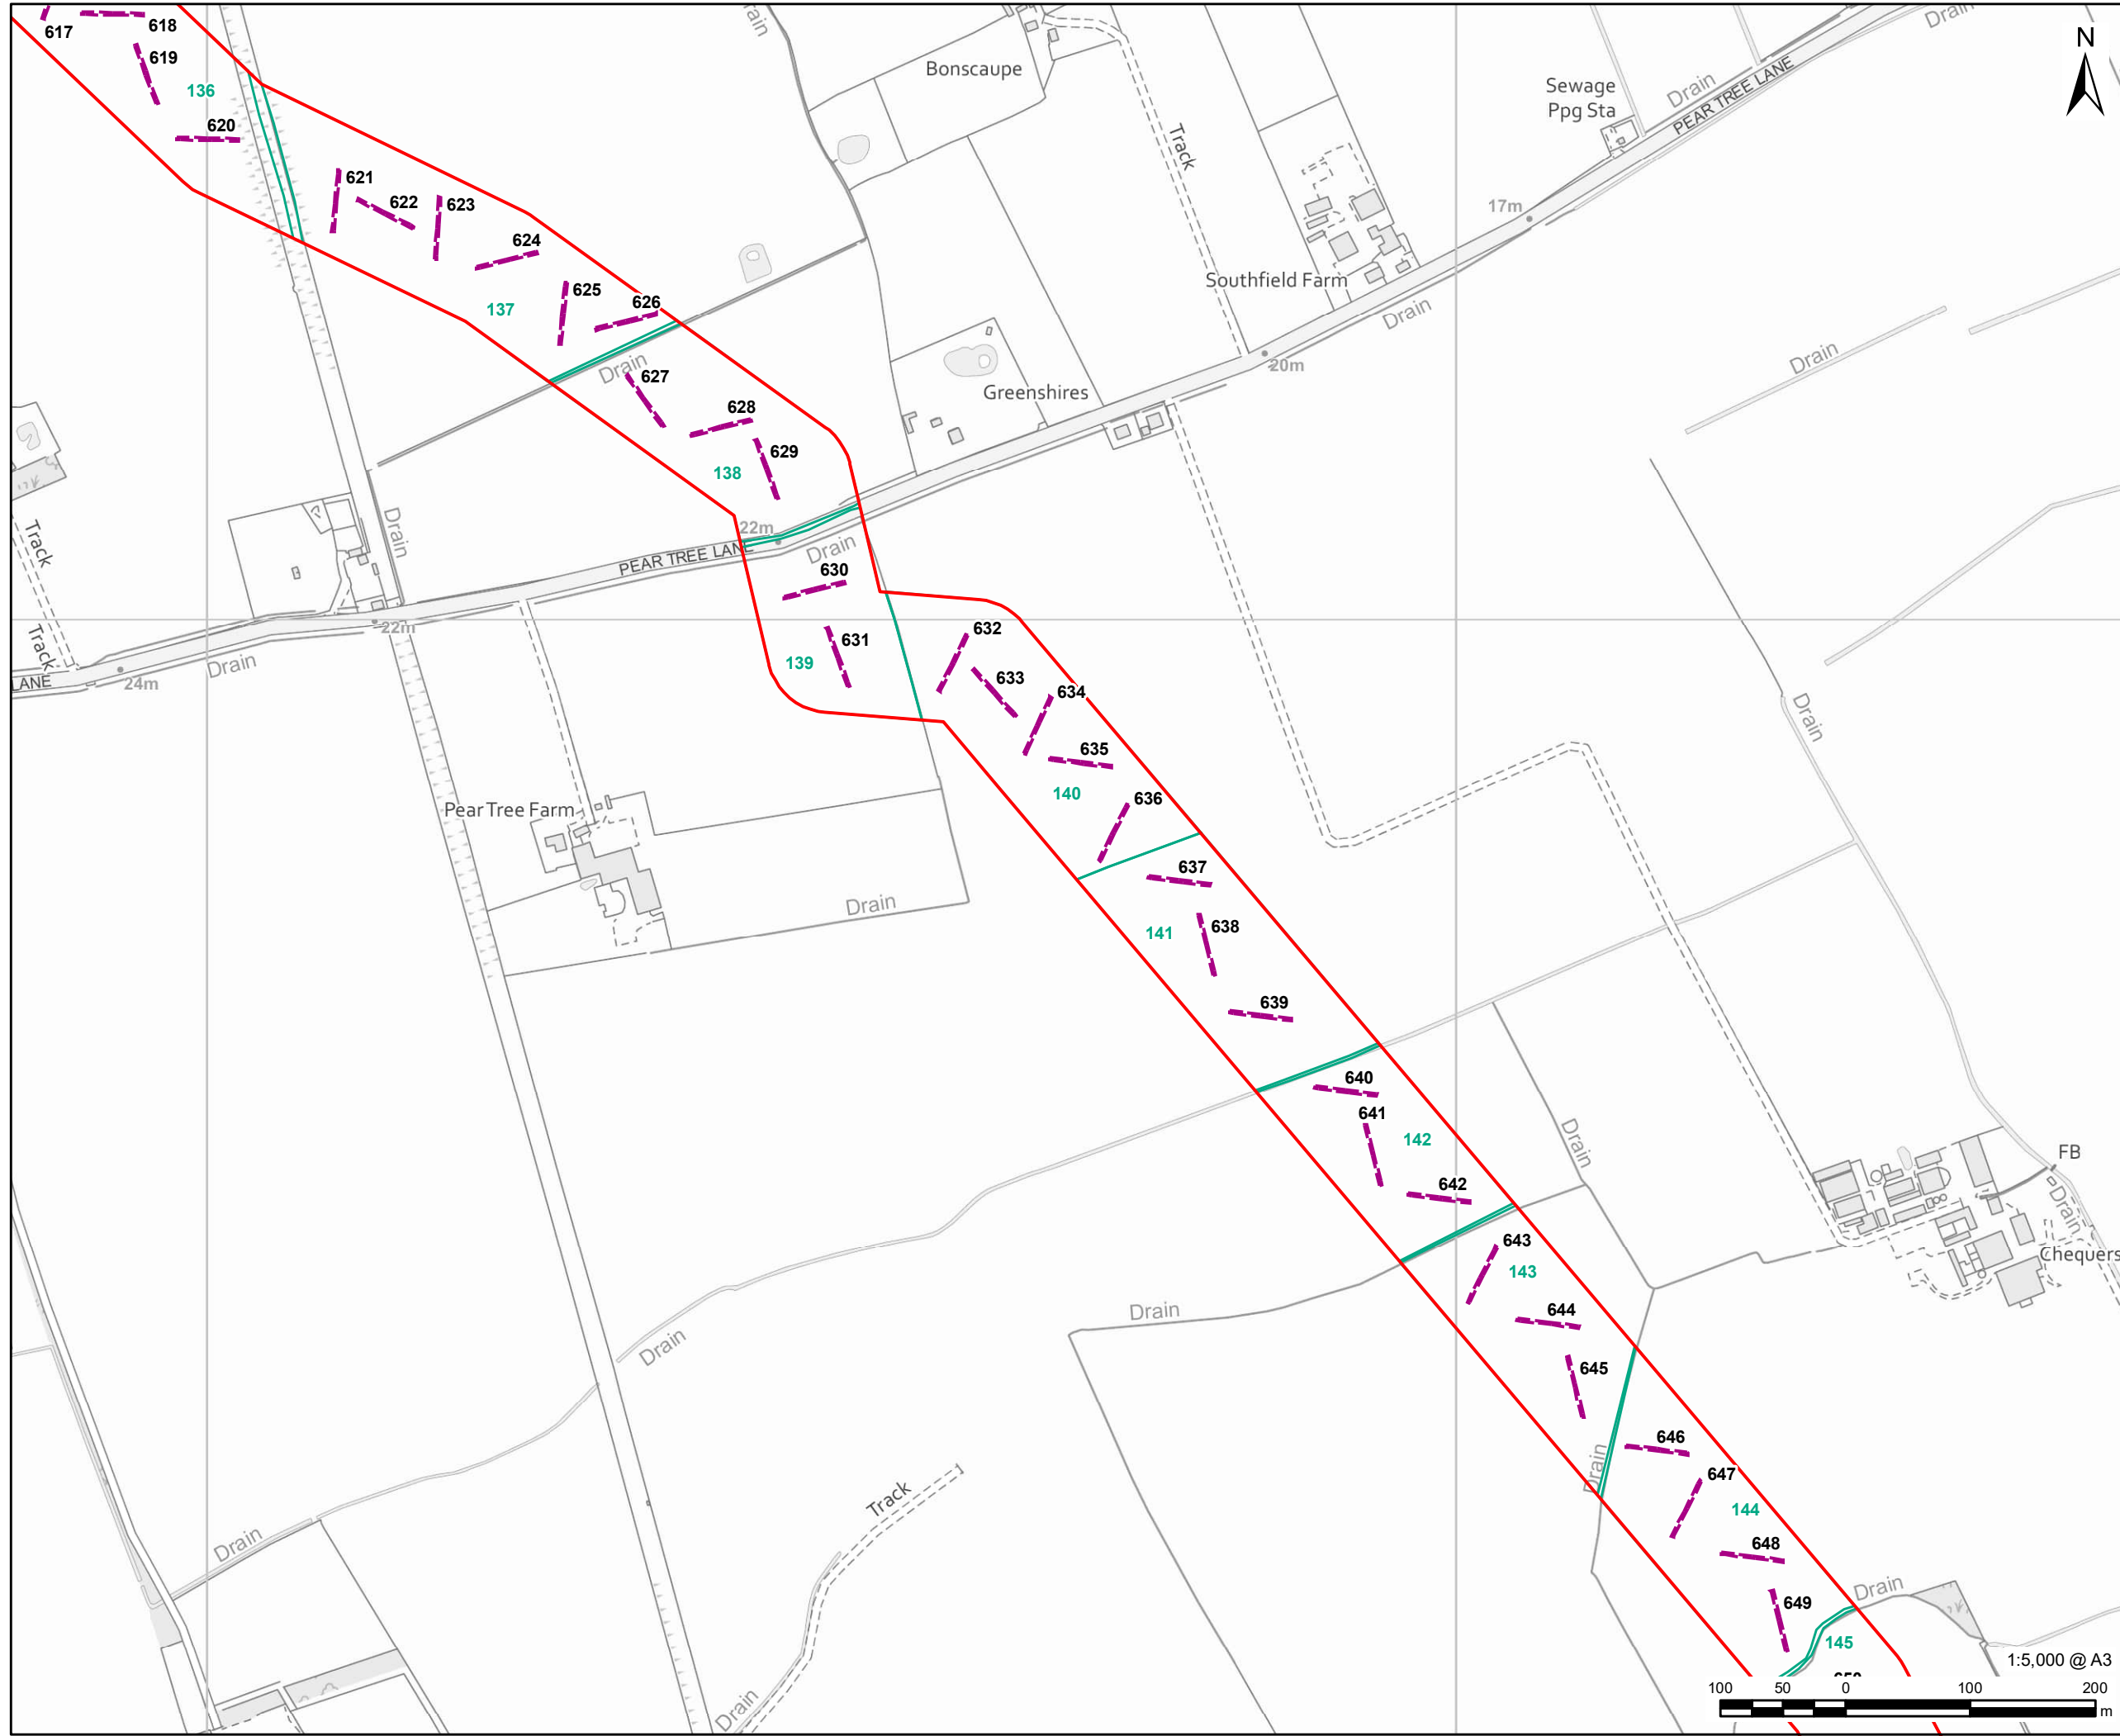 617
618
619
136
620
621
622
623
624
625
626
137
Drain
627
628
629
138
22m
PEAR TREE LANE
Drain
630
631
139
632
633
634
635
140
636
637
638
141
639
640
641
142
642
643
143
644
645
Drain
646
647
144
648
649
Drain
145
Bonscaupe
Track
Sewage
Ppg Sta
Drain
PEAR TREE LANE
Drain
N
17m
Southfield Farm
Drain
20m
Greenshires
Drain
Drain
Track
Drain
22m
Track
LANE
24m
Drain
Pear Tree Farm
Drain
Drain
FB
Drain
Chequers
Drain
Drain
Drain
Track
Drain
1:5,000 @ A3
100 50 0 100 200
m